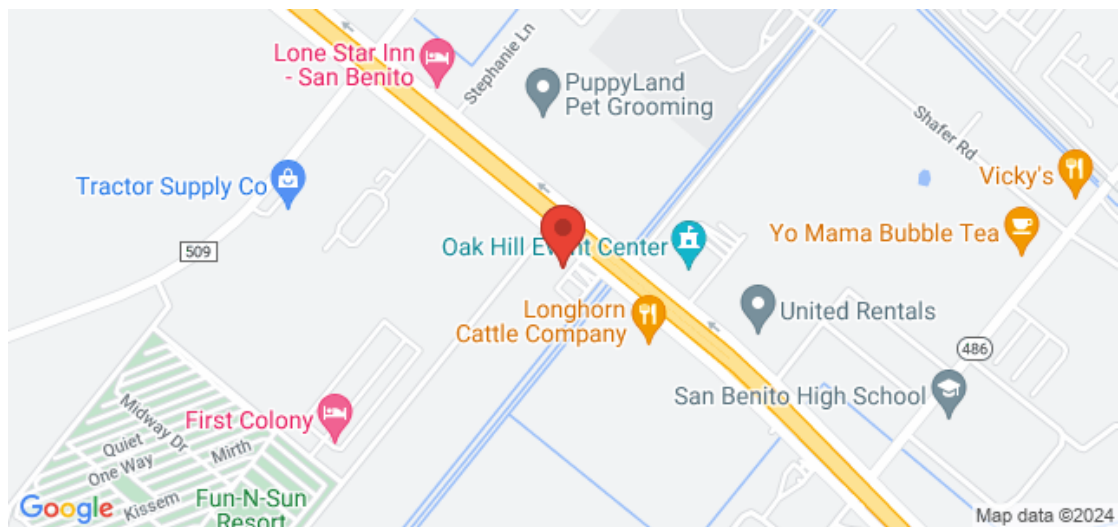 Lone Star Inn
- San Benito
Stephanie Ln
PuppyLand
Pet Grooming
Shafer Rd
Vicky's
Tractor Supply Co
Yo Mama Bubble Tea
Oak Hill Event Center
509
Longhorn
Cattle Company
United Rentals
486
San Benito High School
First Colony
Midway Dr
Quiet
Mirth
One Way
Kissem
Fun-N-Sun
Resort
Google
Map data ©2024